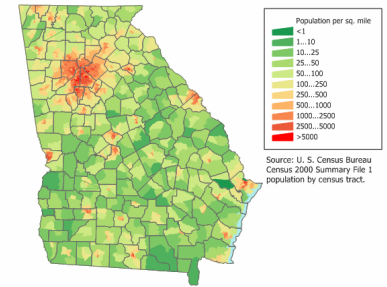 Population per sq. mile
<1
1...10
10...25
25...50
50...100
100...250
250...500
500...1000
1000...2500
2500...5000
>5000
Source: U. S. Census Bureau
Census 2000 Summary File 1
population by census tract.